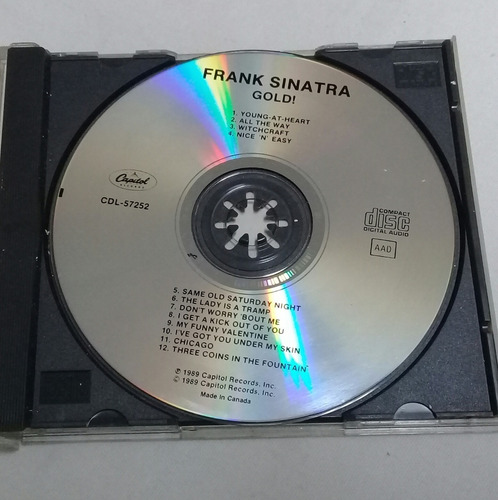 FRANK SINATRA
GOLD!
1. YOUNG-AT-HEART
2. ALL THE WAY
3. WITCHCRAFT
4. NICE 'N' EASY
Capitol
RECORDS
CDL-57252
COMPACT
disc
DIGITAL AUDIO
AAD
5. SAME OLD SATURDAY NIGHT
6. THE LADY IS A TRAMP
7. DON'T WORRY 'BOUT ME
8. I GET A KICK OUT OF YOU
9. MY FUNNY VALENTINE
10. I'VE GOT YOU UNDER MY SKIN
11. CHICAGO
12. THREE COINS IN THE FOUNTAIN
℗ 1989 Capitol Records, Inc.
© 1989 Capitol Records, Inc.
Made in Canada